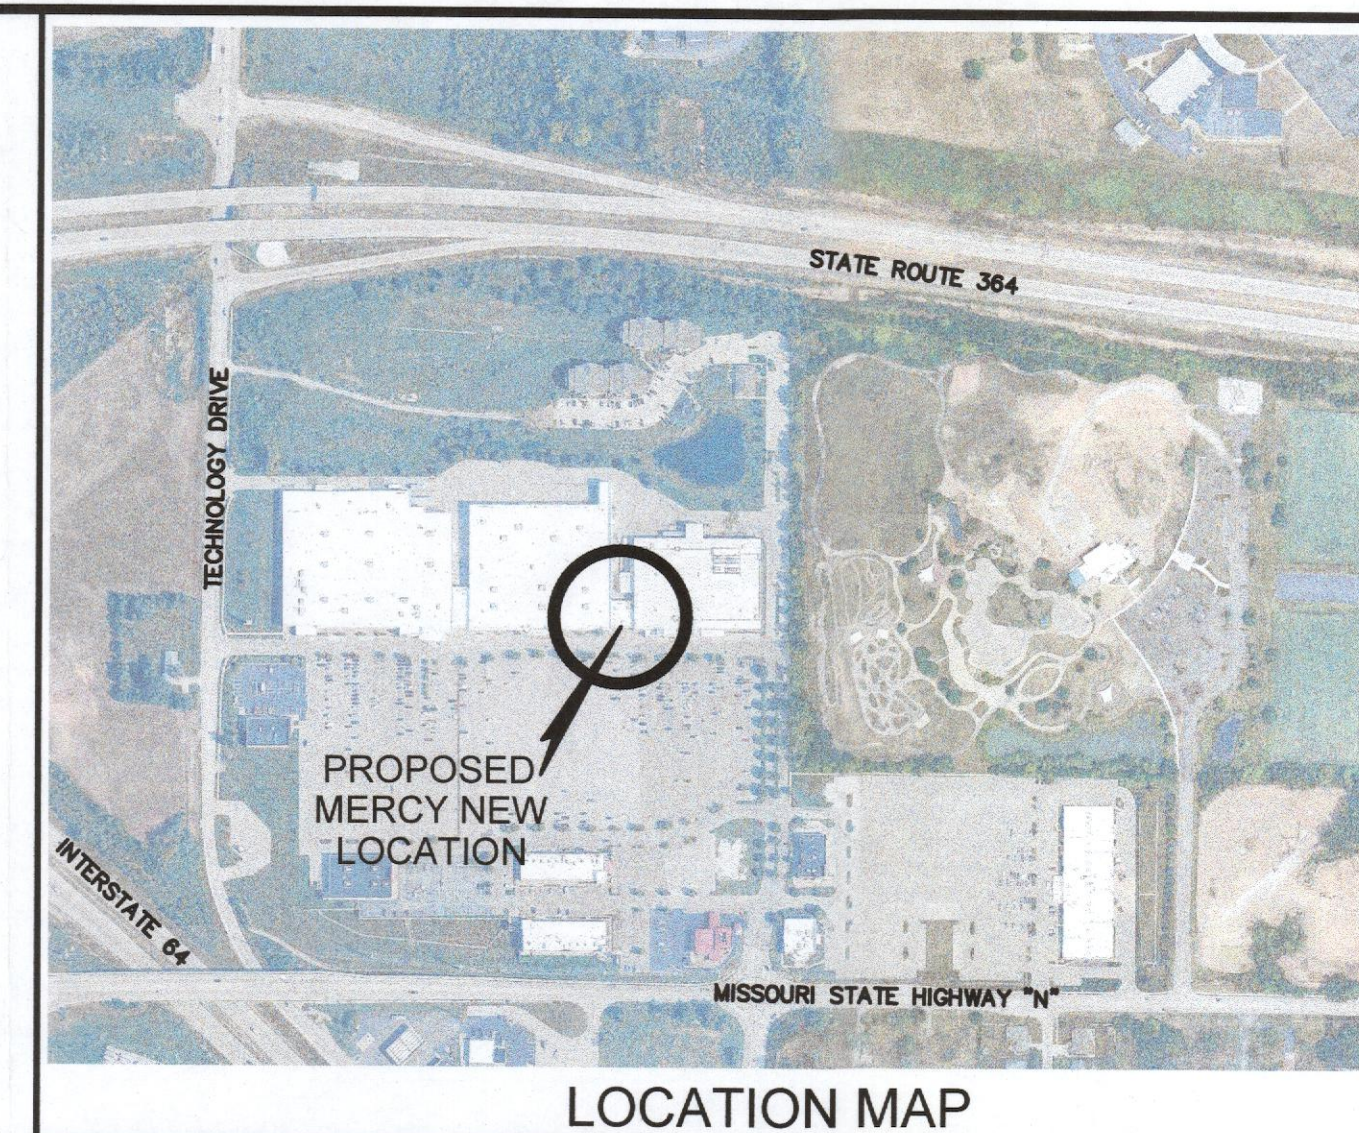 STATE ROUTE 364
TECHNOLOGY DRIVE
PROPOSED
MERCY NEW
LOCATION
INTERSTATE 64
MISSOURI STATE HIGHWAY "N"
LOCATION MAP